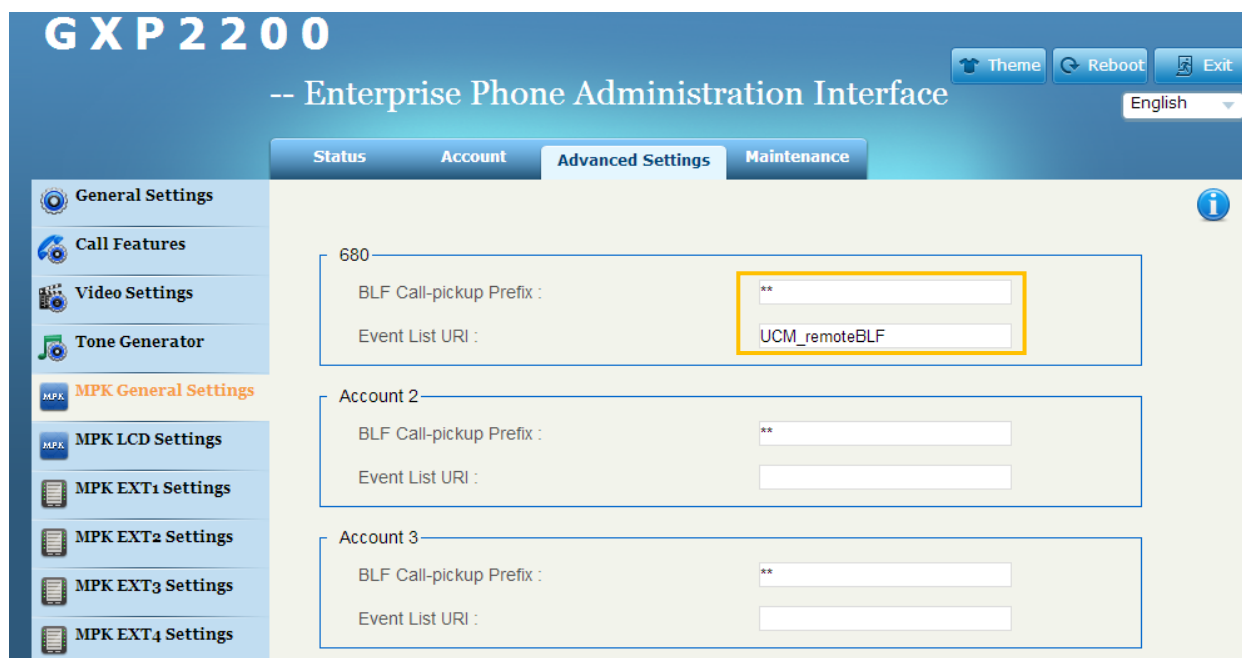 GXP2200
-- Enterprise Phone Administration Interface
Theme
Reboot
Exit
English
Status
Account
Advanced Settings
Maintenance
General Settings
Call Features
Video Settings
Tone Generator
MPK
MPK General Settings
MPK
MPK LCD Settings
MPK EXT1 Settings
MPK EXT2 Settings
MPK EXT3 Settings
MPK EXT4 Settings
680
BLF Call-pickup Prefix : **
Event List URI : UCM_remoteBLF
Account 2
BLF Call-pickup Prefix : **
Event List URI :
Account 3
BLF Call-pickup Prefix : **
Event List URI :